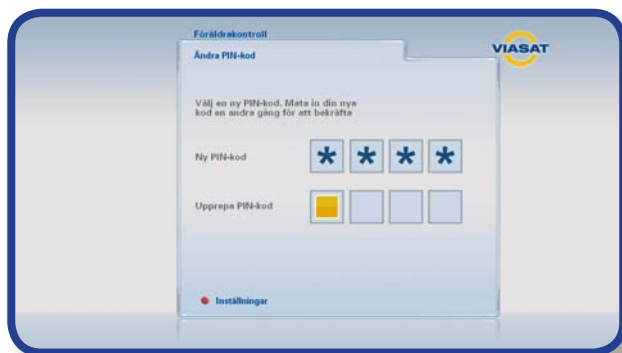 Föräldrakontroll
Ändra PIN-kod
VIASAT
Välj en ny PIN-kod. Mata in din nya
kod en andra gång för att bekräfta
Ny PIN-kod * * * *
Upprepa PIN-kod
Inställningar